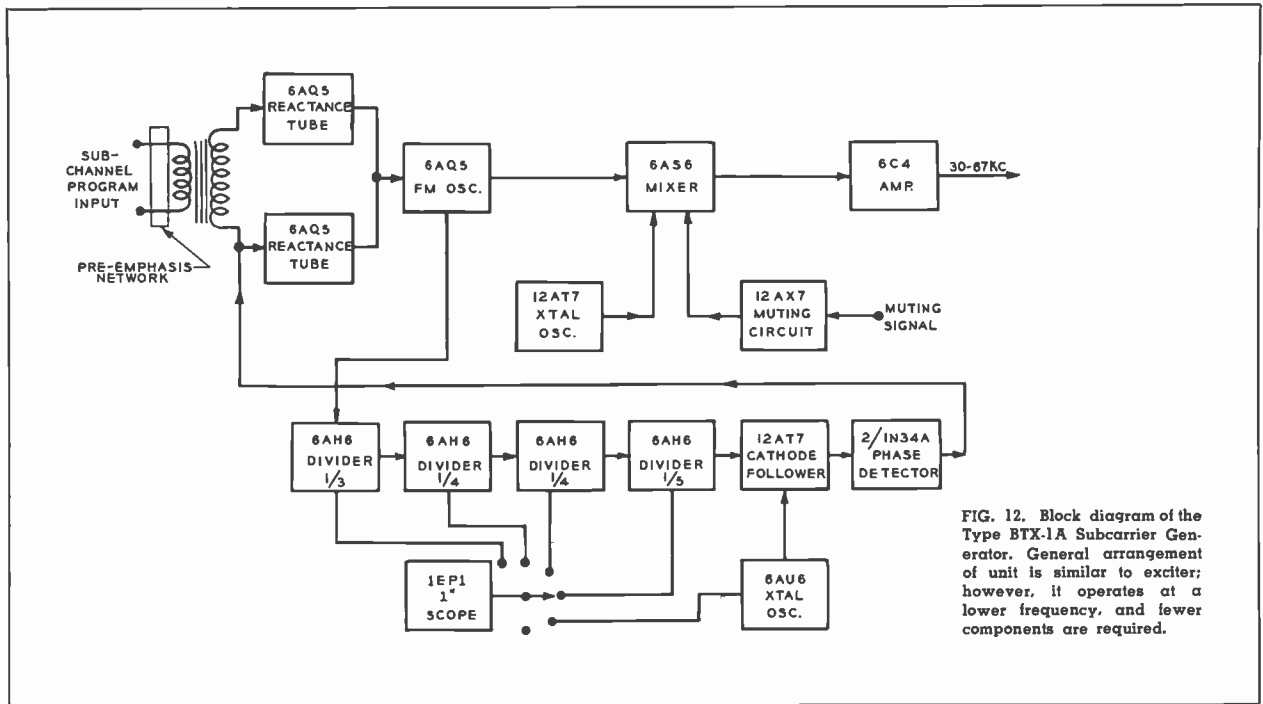 6AQ5
REACTANCE
TUBE
SUB-
CHANNEL
PROGRAM
INPUT
PRE-EMPHASIS
NETWORK
6AQ5
REACTANCE
TUBE
6AQ5
FM OSC.
6AS6
MIXER
6C4
AMP.
30-67KC
12AT7
XTAL
OSC.
12AX7
MUTING
CIRCUIT
MUTING
SIGNAL
6AH6
DIVIDER
1/3
6AH6
DIVIDER
1/4
6AH6
DIVIDER
1/4
6AH6
DIVIDER
1/5
12AT7
CATHODE
FOLLOWER
2/1N34A
PHASE
DETECTOR
1EP1
1"
SCOPE
6AU6
XTAL
OSC.
FIG. 12. Block diagram of the
Type BTX-1A Subcarrier Gen-
erator. General arrangement
of unit is similar to exciter;
however, it operates at a
lower frequency, and fewer
components are required.